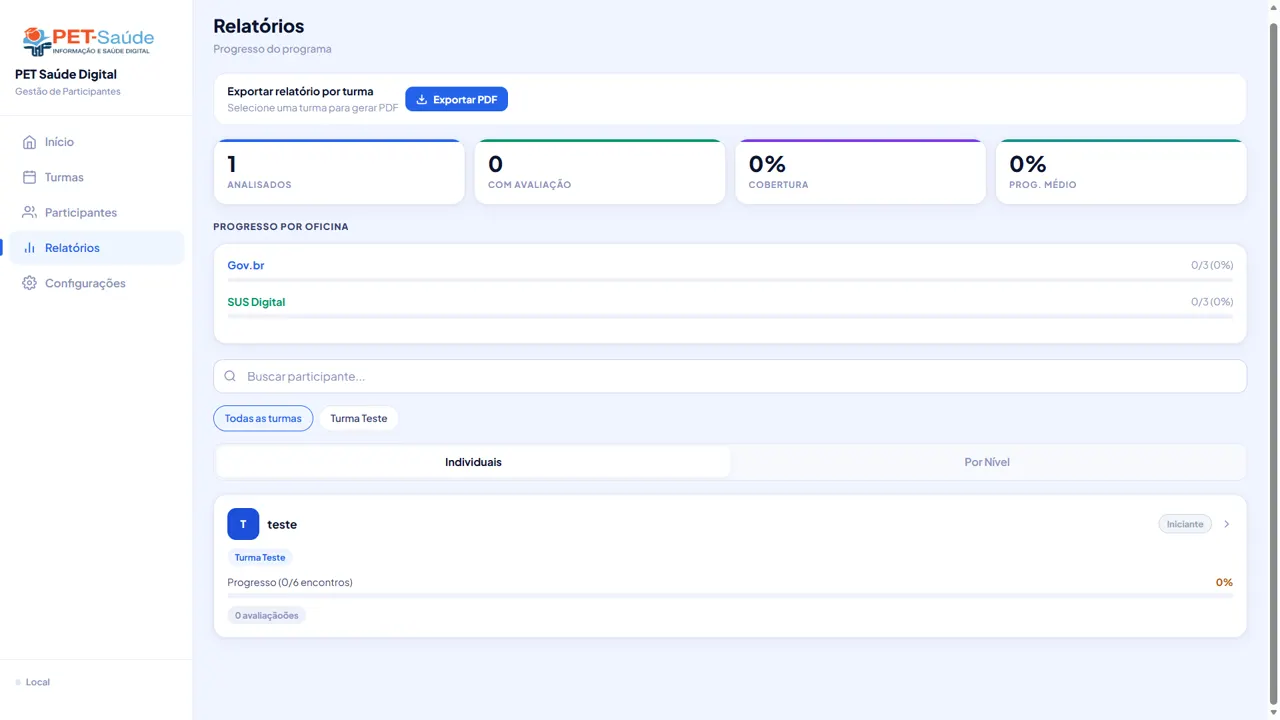 PET-Saúde
INFORMAÇÃO E SAÚDE DIGITAL
PET Saúde Digital
Gestão de Participantes
Início
Turmas
Participantes
Relatórios
Configurações
Local
Relatórios
Progresso do programa
Exportar relatório por turma
Selecione uma turma para gerar PDF
Exportar PDF
1
ANALISADOS
0
COM AVALIAÇÃO
0%
COBERTURA
0%
PROG. MÉDIO
PROGRESSO POR OFICINA
Gov.br 0/3 (0%)
SUS Digital 0/3 (0%)
Buscar participante...
Todas as turmas Turma Teste
Individuais Por Nível
T teste Iniciante
Turma Teste
Progresso (0/6 encontros) 0%
0 avaliaçãoões